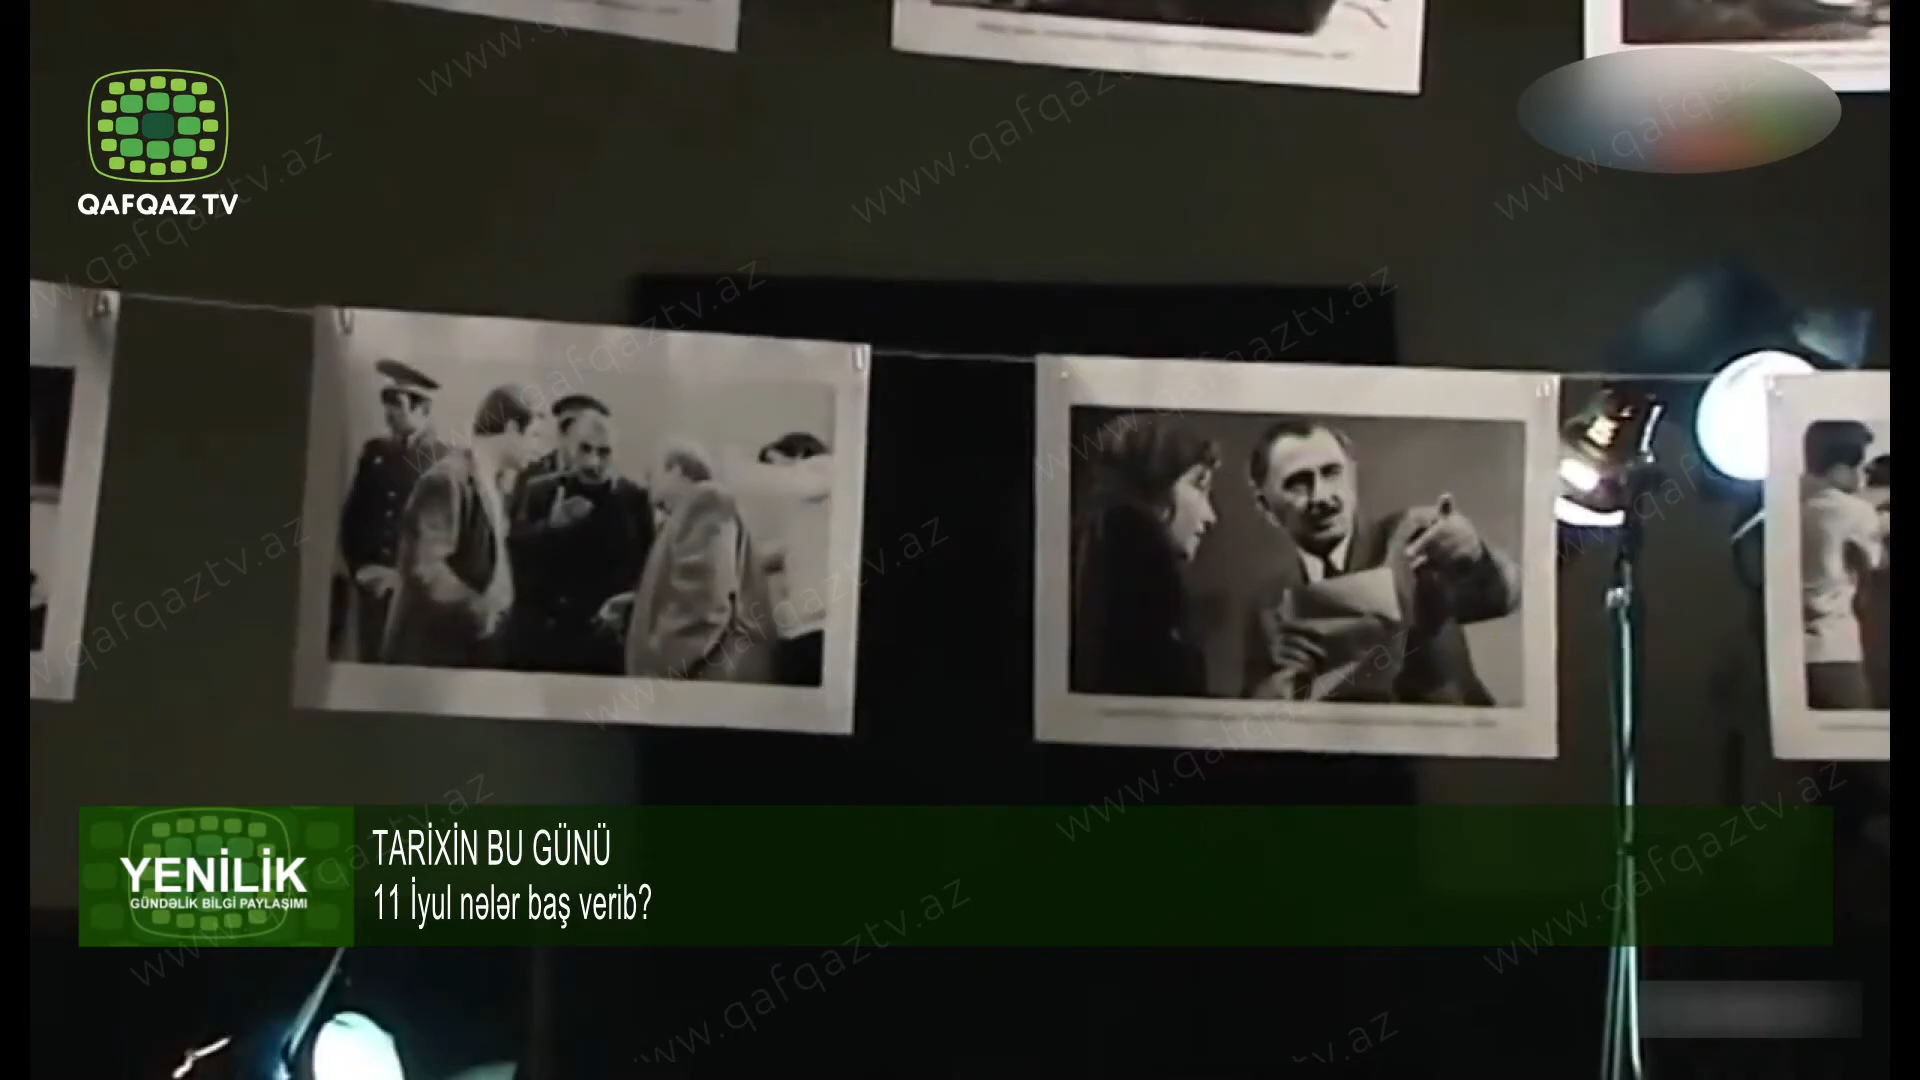 QAFQAZ TV
www.qafqaztv.az
YENİLİK
GÜNDƏLİK BİLGİ PAYLAŞIMI
TARİXİN BU GÜNÜ
11 İyul nələr baş verib?